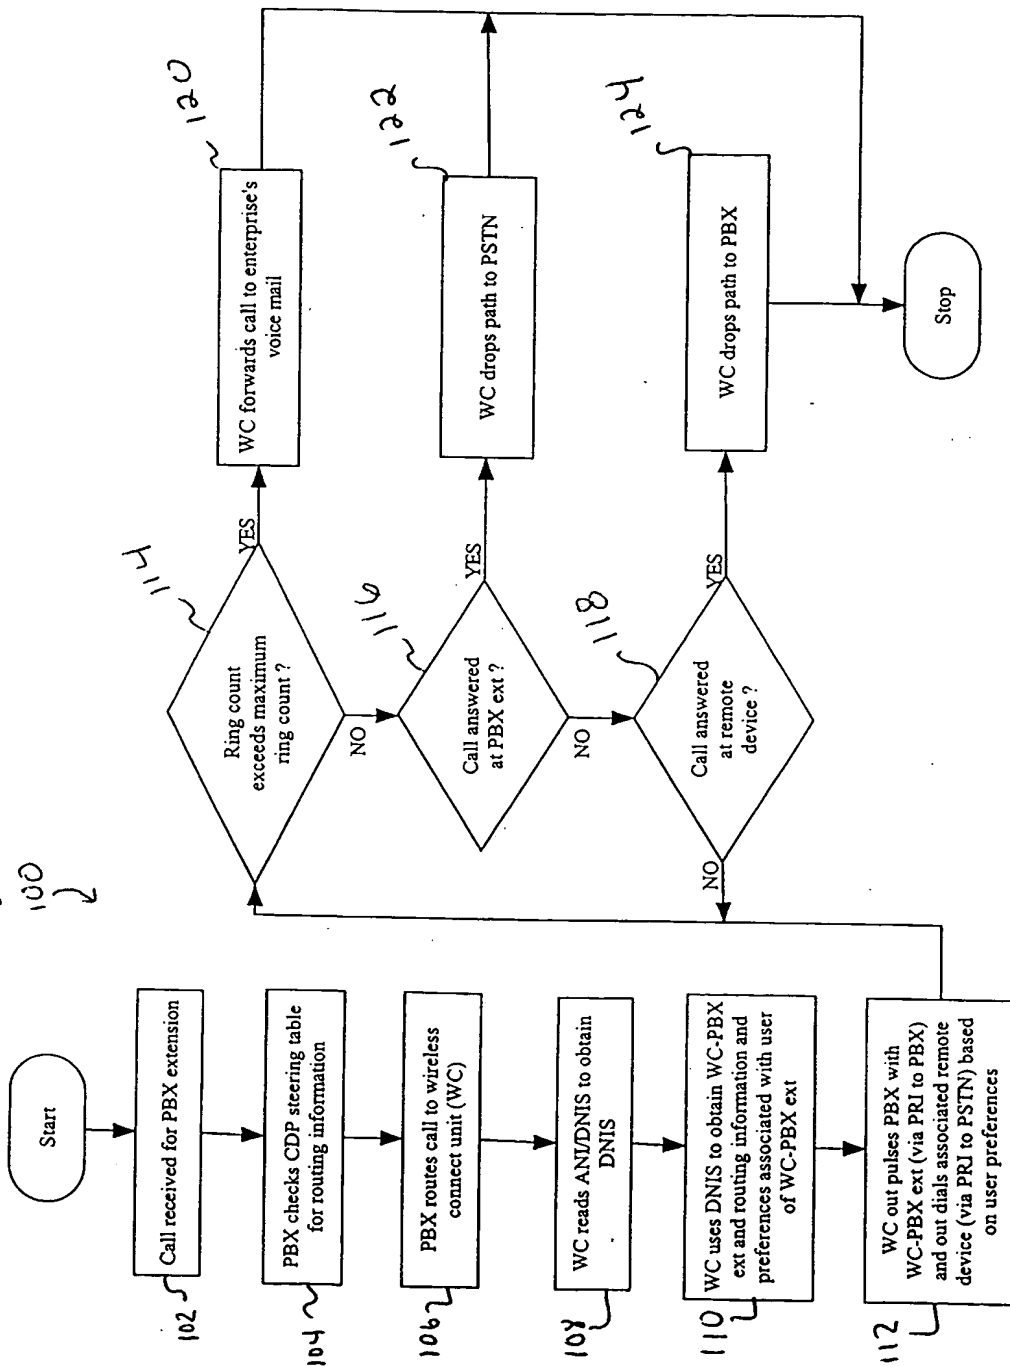 100
Start
Call received for PBX extension
102
PBX checks CDP steering table
for routing information
104
PBX routes call to wireless
connect unit (WC)
106
WC reads ANI/DNIS to obtain
DNIS
108
WC uses DNIS to obtain WC-PBX
ext and routing information and
preferences associated with user
of WC-PBX ext
110
WC out pulses PBX with
WC-PBX ext (via PRI to PBX)
and out dials associated remote
device (via PRI to PSTN) based
on user preferences
112
Ring count
exceeds maximum
ring count ?
114
YES
NO
WC forwards call to enterprise's
voice mail
120
Call answered
at PBX ext ?
116
YES
NO
WC drops path to PSTN
122
Call answered
at remote
device ?
118
YES
NO
WC drops path to PBX
124
Stop